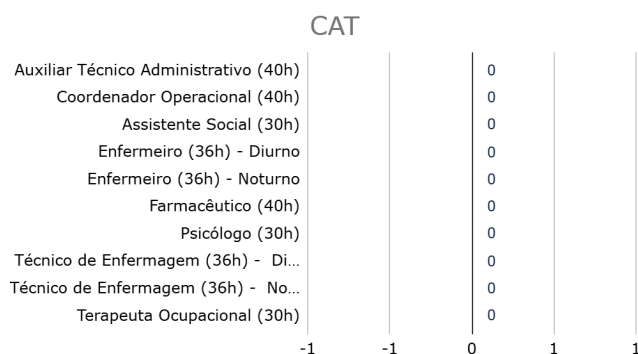 CAT
Auxiliar Técnico Administrativo (40h) 0
Coordenador Operacional (40h) 0
Assistente Social (30h) 0
Enfermeiro (36h) - Diurno 0
Enfermeiro (36h) - Noturno 0
Farmacêutico (40h) 0
Psicólogo (30h) 0
Técnico de Enfermagem (36h) -  Di... 0
Técnico de Enfermagem (36h) -  No... 0
Terapeuta Ocupacional (30h) 0
-1 -1 0 1 1